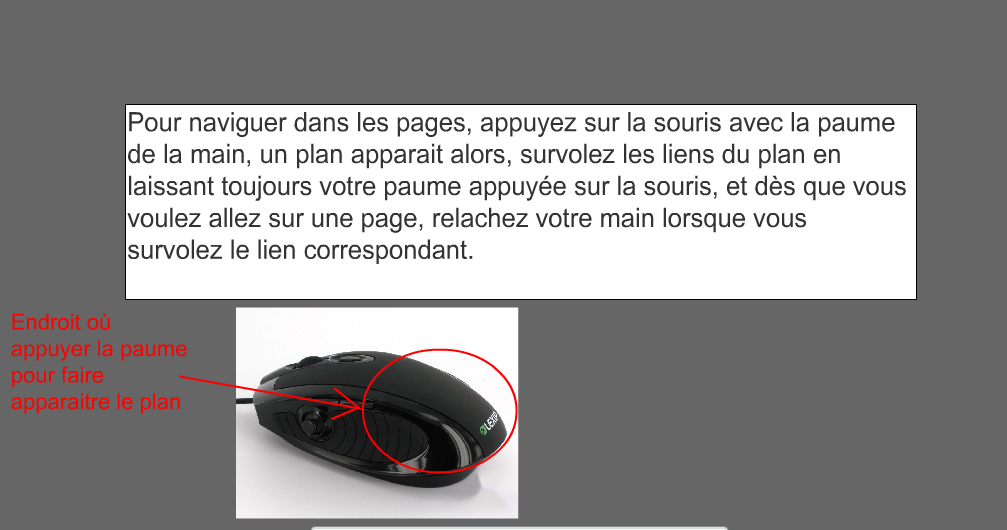 Pour naviguer dans les pages, appuyez sur la souris avec la paume
de la main, un plan apparait alors, survolez les liens du plan en
laissant toujours votre paume appuyée sur la souris, et dès que vous
voulez allez sur une page, relachez votre main lorsque vous
survolez le lien correspondant.
Endroit où
appuyer la paume
pour faire
apparaitre le plan
LEXIP